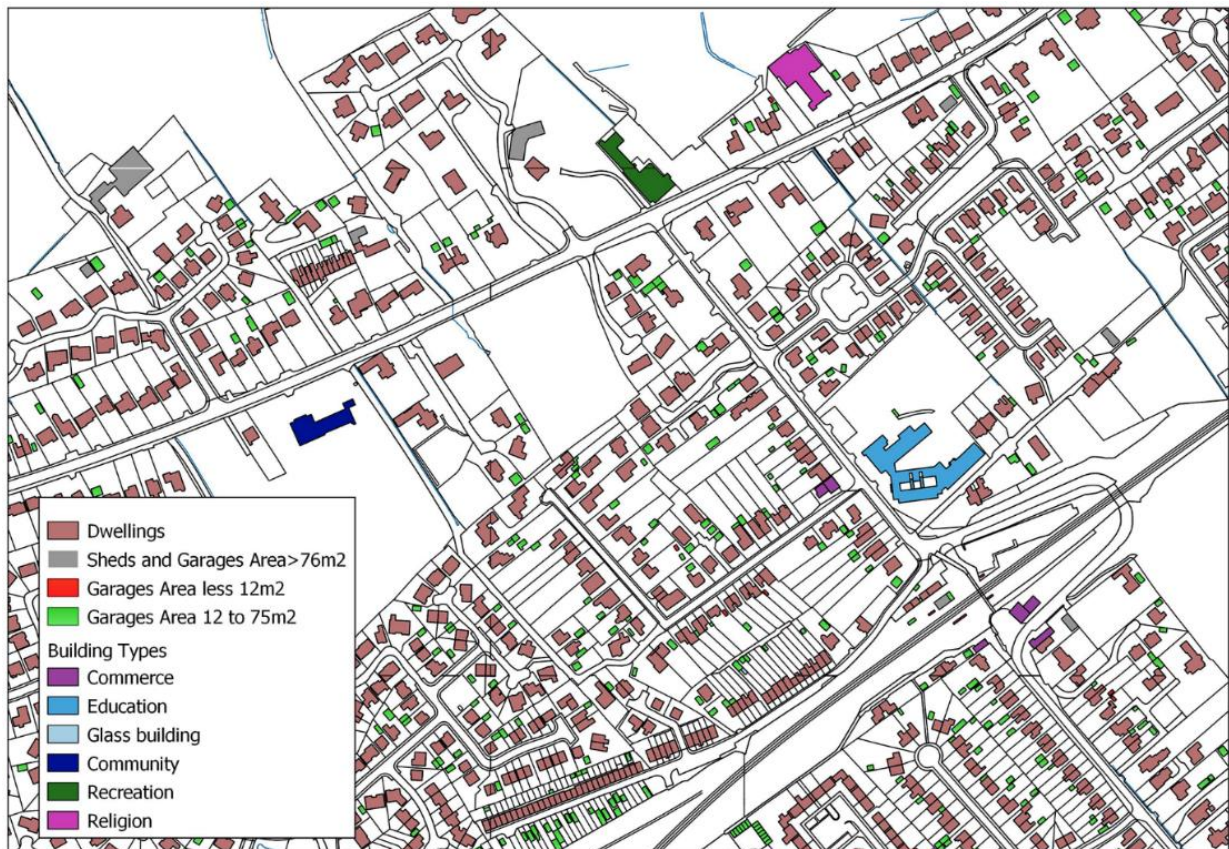 Dwellings
Sheds and Garages Area>76m2
Garages Area less 12m2
Garages Area 12 to 75m2
Building Types
Commerce
Education
Glass building
Community
Recreation
Religion